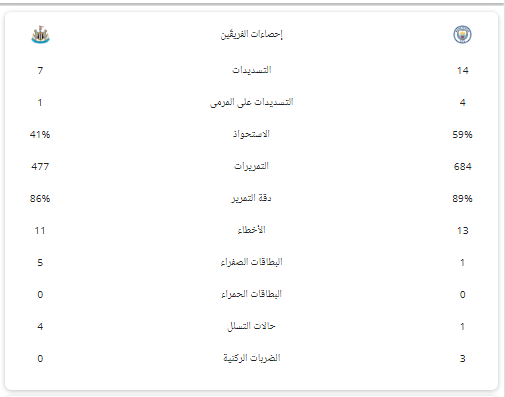 إحصاءات الفريقين
14 التسديدات 7
4 التسديدات على المرمى 1
59% الاستحواذ 41%
684 التمريرات 477
89% دقة التمرير 86%
13 الأخطاء 11
1 البطاقات الصفراء 5
0 البطاقات الحمراء 0
1 حالات التسلل 4
3 الضربات الركنية 0